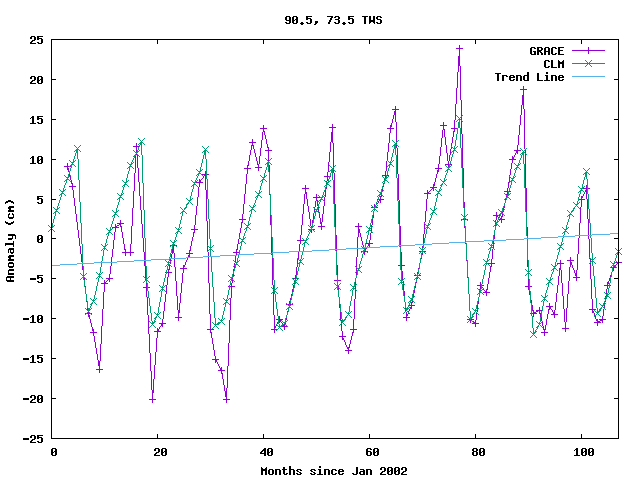 90.5, 73.5 TWS
GRACE
CLM
Trend Line
25
20
15
10
5
0
-5
-10
-15
-20
-25
Anomaly (cm)
0 20 40 60 80 100
Months since Jan 2002